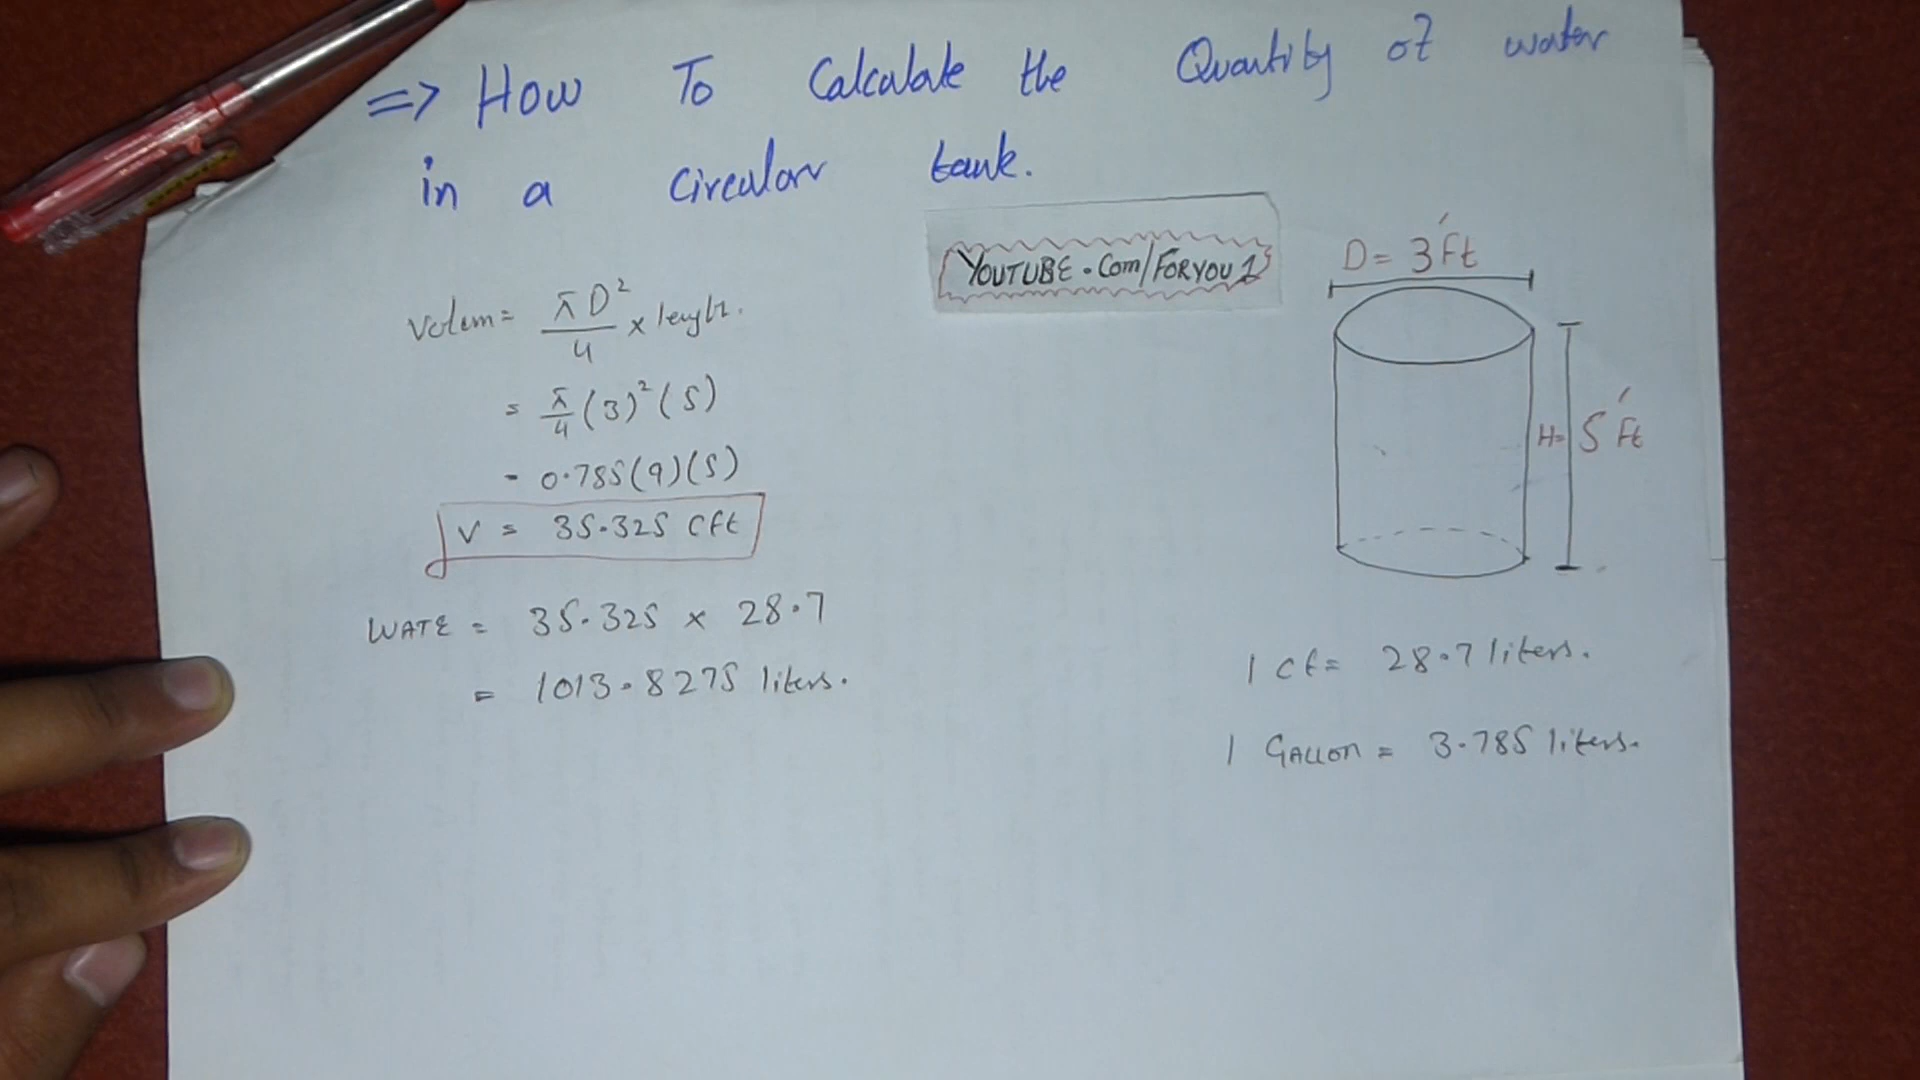 => How To Calculate the Quantity of water
in a Circular tank.
YOUTUBE.Com/FORYOU1
D= 3'ft
Volum = πD²/4 × length.
= π/4 (3)² (5)
= 0.785(9)(5)
V = 35.325 Cft
H= 5'ft
WATE = 35.325 × 28.7
= 1013.8275 liters.
1 cf = 28.7 liters.
1 GALLON = 3.785 liters.